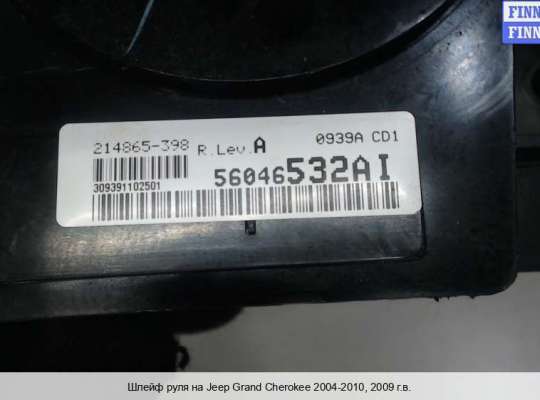 FINN
FINN
214865-398 R.Lev.A 0939A CD1
309391102501
56046532AI
Шлейф руля на Jeep Grand Cherokee 2004-2010, 2009 г.в.